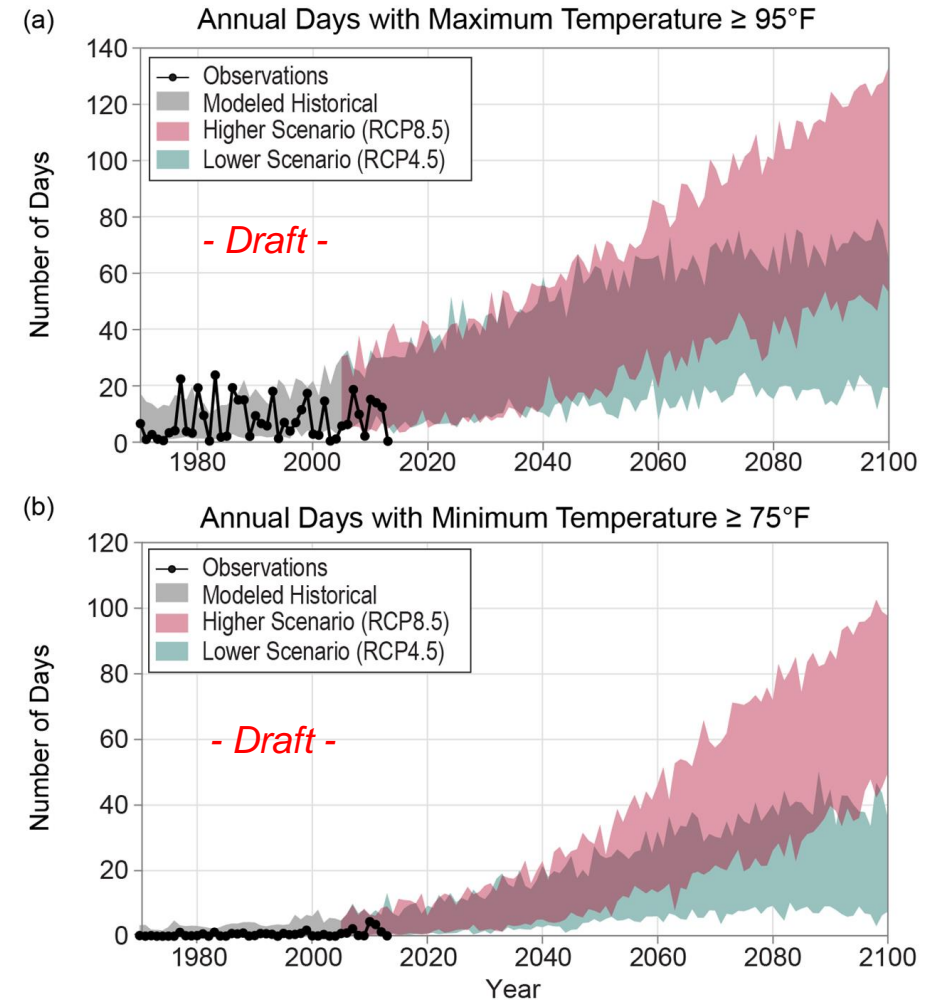 (a)
Annual Days with Maximum Temperature ≥ 95°F
Number of Days
140
120
100
80
60
40
20
0
Observations
Modeled Historical
Higher Scenario (RCP8.5)
Lower Scenario (RCP4.5)
- Draft -
1980 2000 2020 2040 2060 2080 2100
(b)
Annual Days with Minimum Temperature ≥ 75°F
Number of Days
120
100
80
60
40
20
0
Observations
Modeled Historical
Higher Scenario (RCP8.5)
Lower Scenario (RCP4.5)
- Draft -
1980 2000 2020 2040 2060 2080 2100
Year